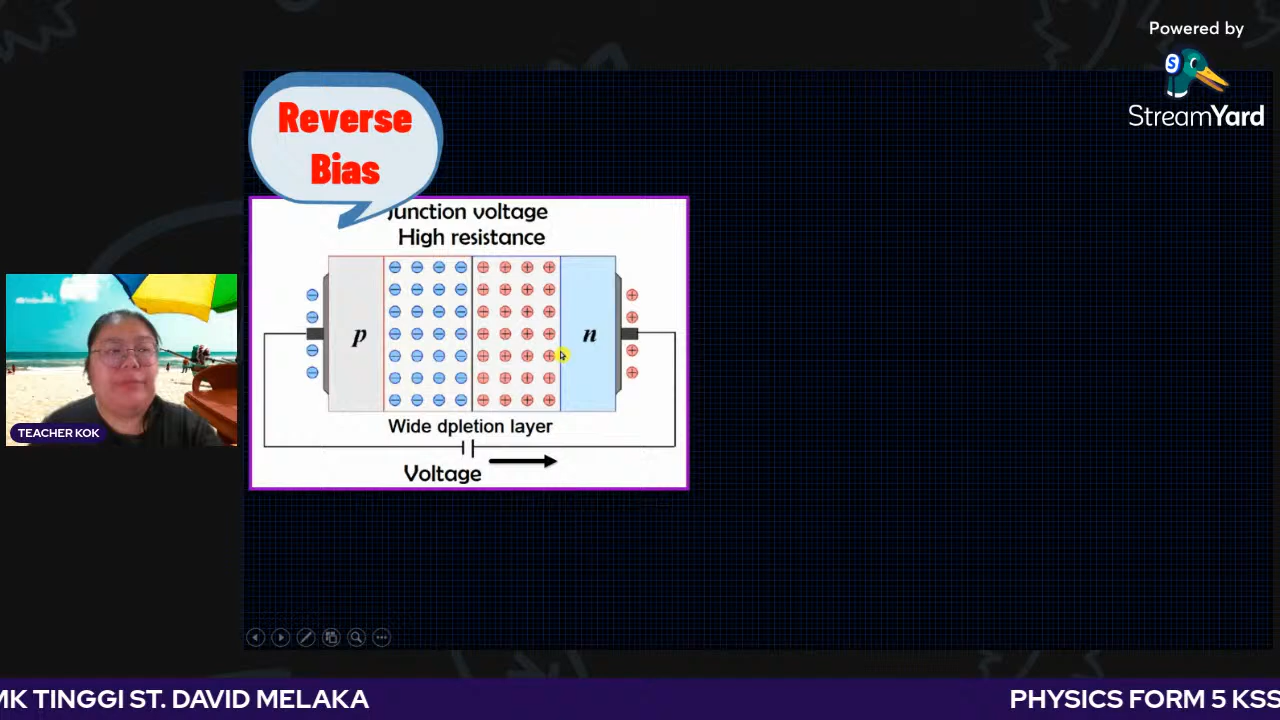 Powered by
S
StreamYard
Reverse
Bias
Junction voltage
High resistance
p
n
Wide dpletion layer
Voltage
TEACHER KOK
MK TINGGI ST. DAVID MELAKA
PHYSICS FORM 5 KSS